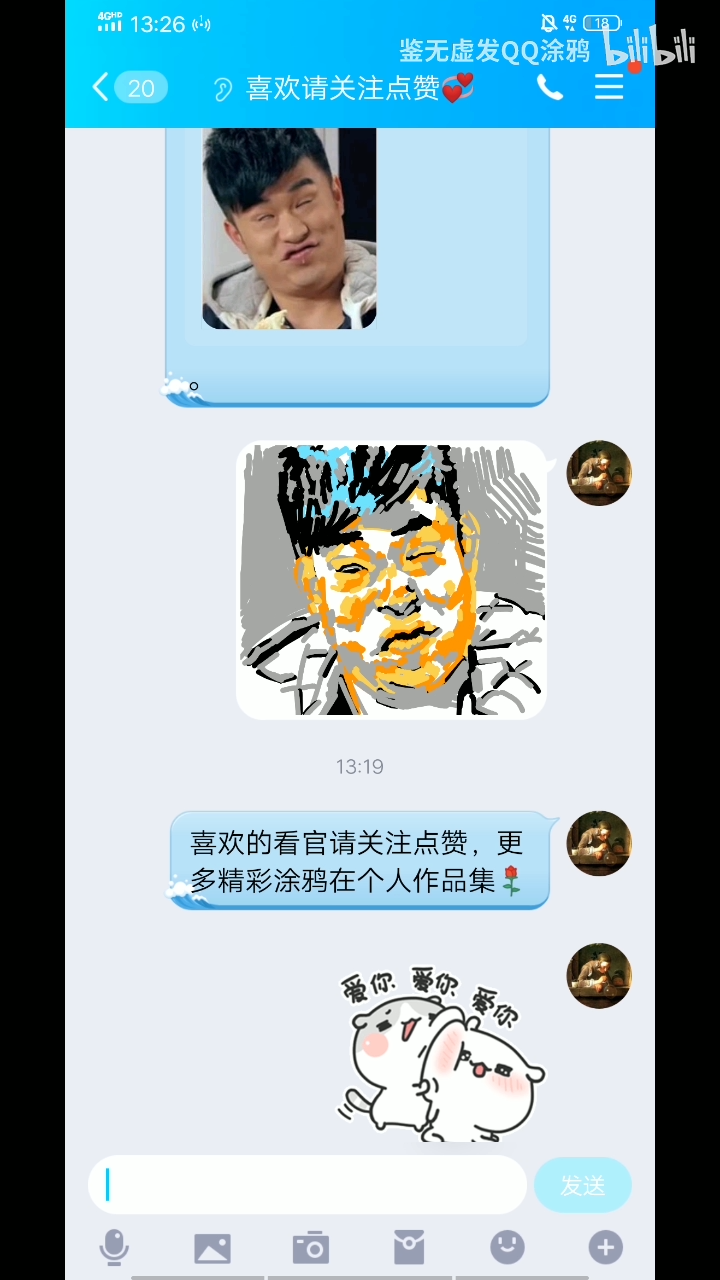 4GHD
13:26
4G
18
鉴无虚发QQ涂鸦
bilibili
20
喜欢请关注点赞
13:19
喜欢的看官请关注点赞，更
多精彩涂鸦在个人作品集
爱你 爱你 爱你
发送